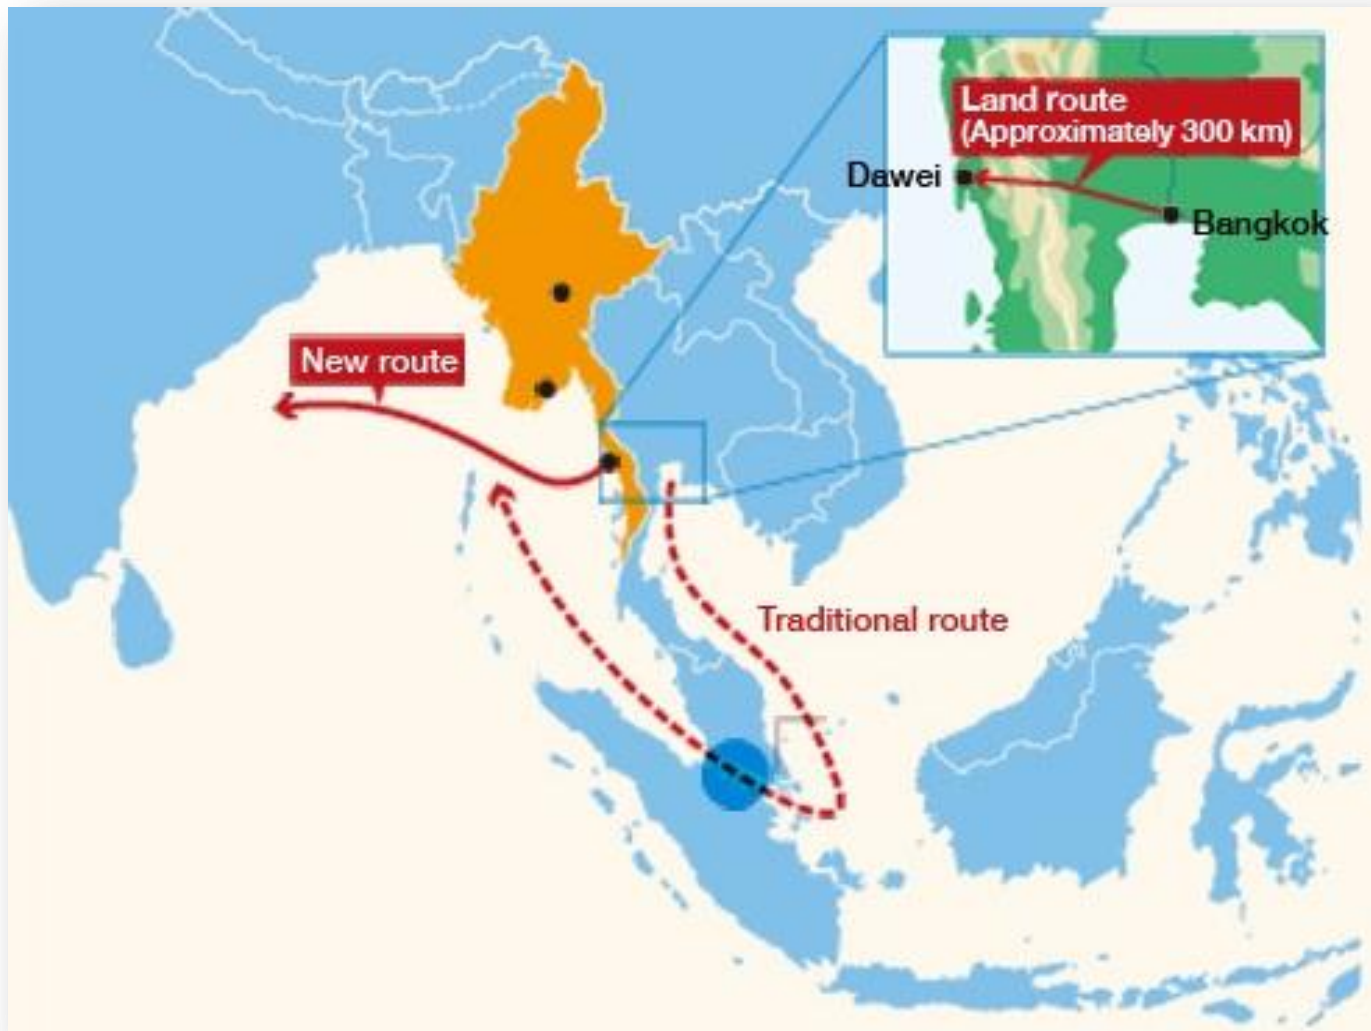 Land route
(Approximately 300 km)
Dawei
Bangkok
New route
Traditional route